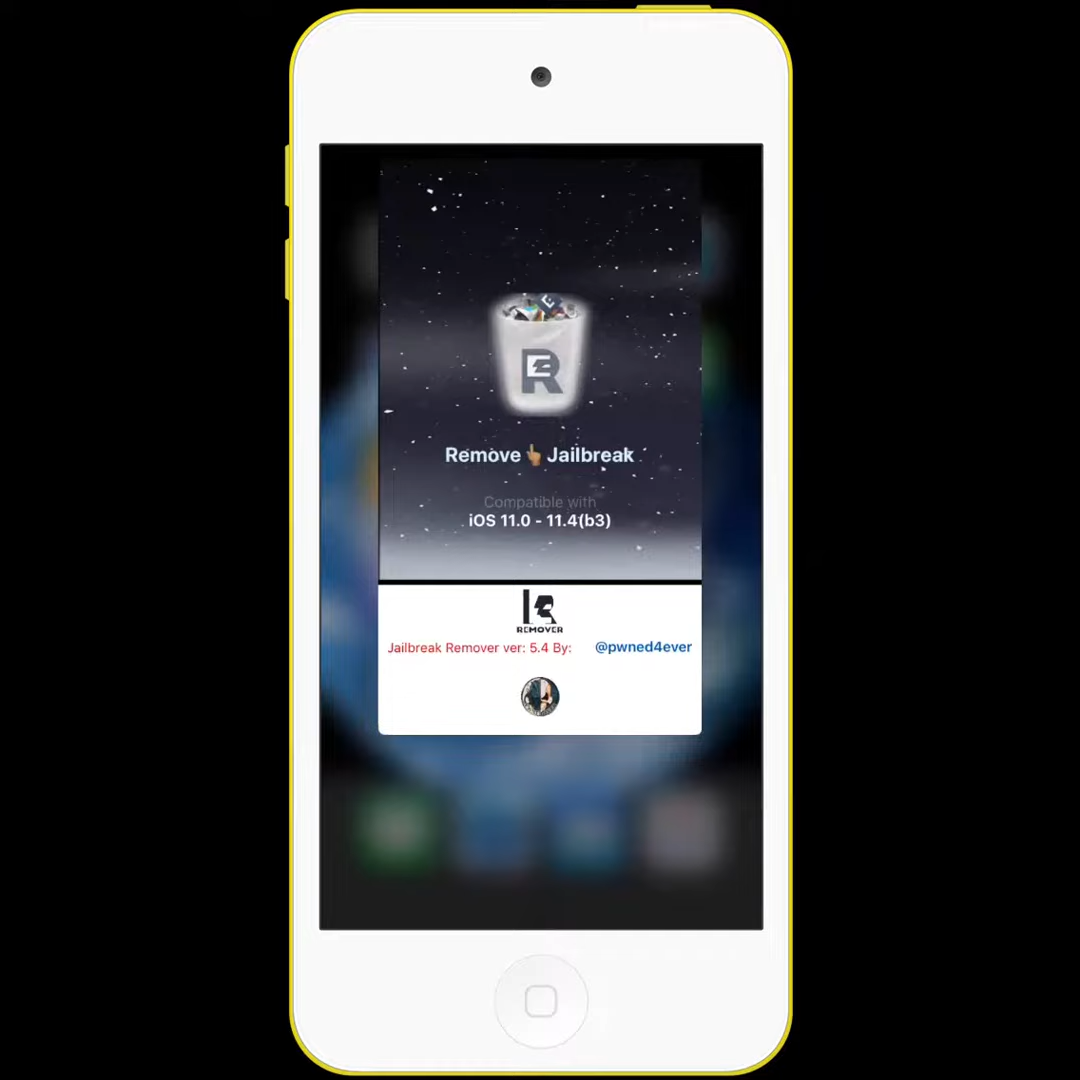 Remove👆🏽Jailbreak
Compatible with
iOS 11.0 - 11.4(b3)
REMOVER
Jailbreak Remover ver: 5.4 By: @pwned4ever